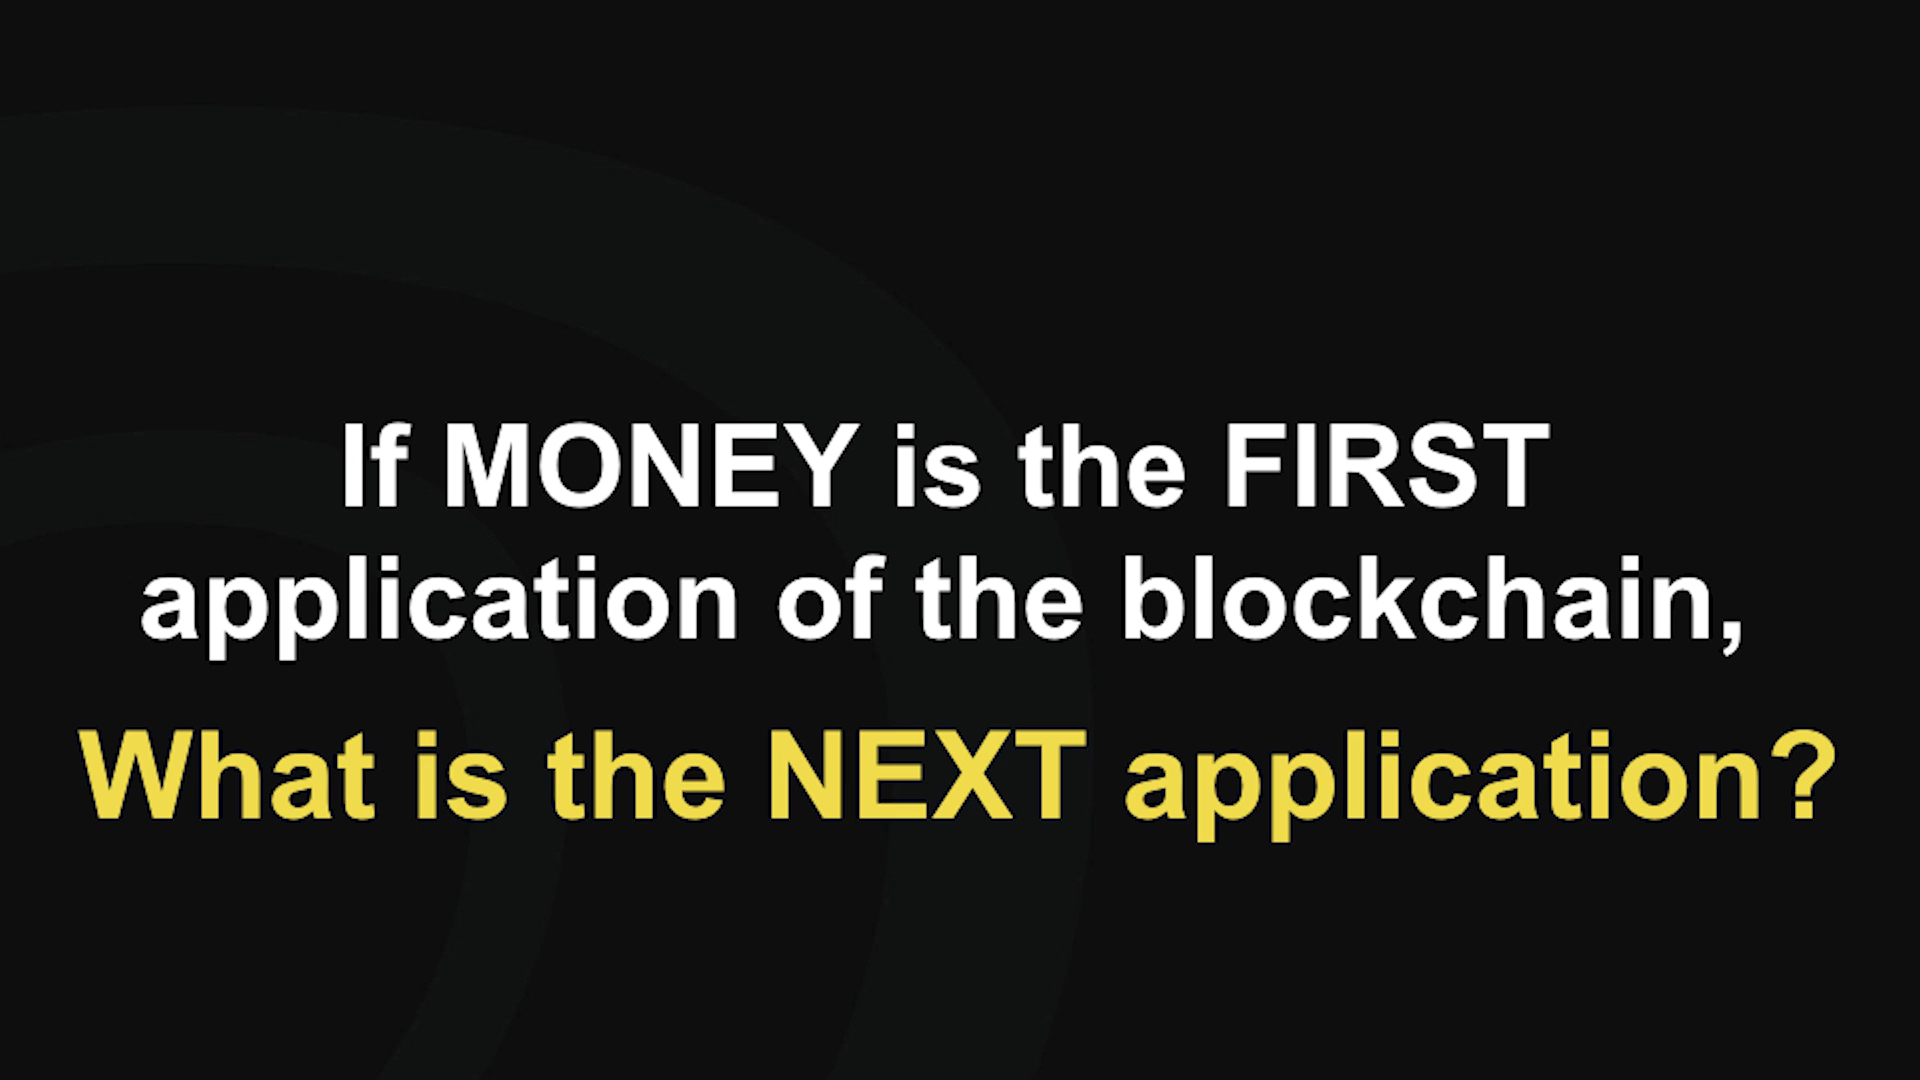 If MONEY is the FIRST
application of the blockchain,
What is the NEXT application?